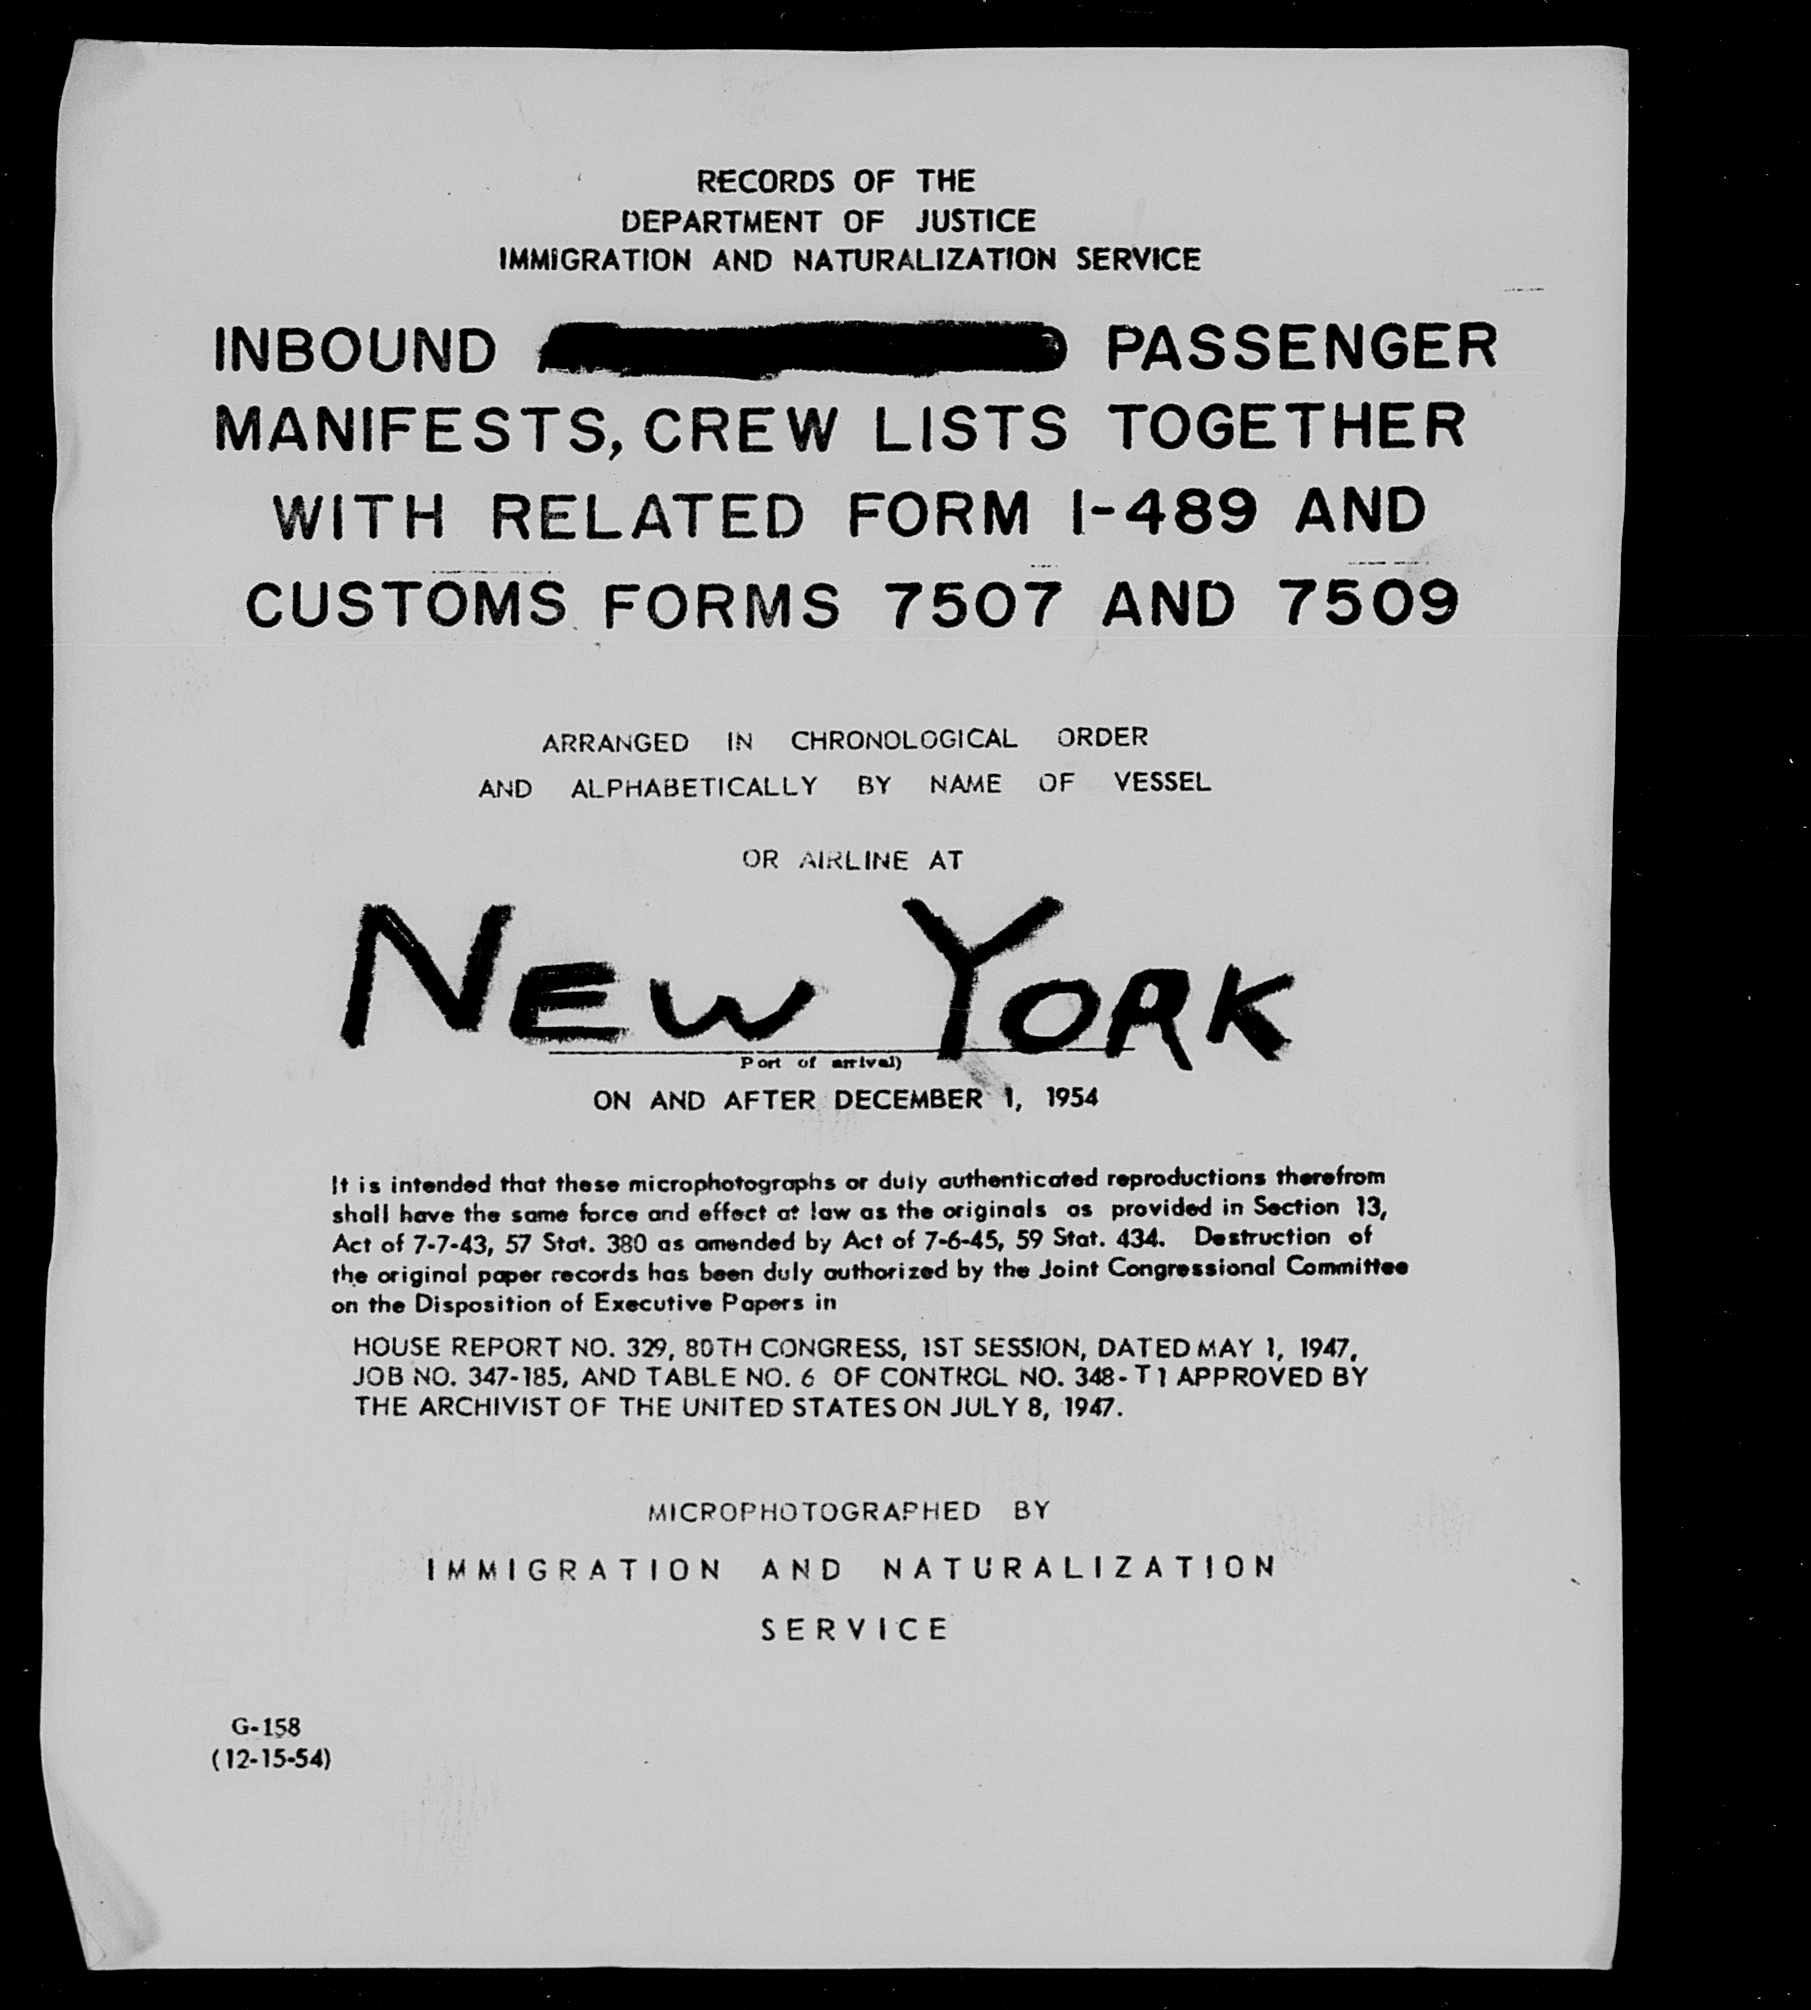 RECORDS OF THE
DEPARTMENT OF JUSTICE
IMMIGRATION AND NATURALIZATION SERVICE
INBOUND PASSENGER
MANIFESTS, CREW LISTS TOGETHER
WITH RELATED FORM I-489 AND
CUSTOMS FORMS 7507 AND 7509
ARRANGED IN CHRONOLOGICAL ORDER
AND ALPHABETICALLY BY NAME OF VESSEL
OR AIRLINE AT
NEW YORK
Port of arrival)
ON AND AFTER DECEMBER 1, 1954
It is intended that these microphotographs or duly authenticated reproductions therefrom
shall have the same force and effect at law as the originals as provided in Section 13,
Act of 7-7-43, 57 Stat. 380 as amended by Act of 7-6-45, 59 Stat. 434. Destruction of
the original paper records has been duly authorized by the Joint Congressional Committee
on the Disposition of Executive Papers in
HOUSE REPORT NO. 329, 80TH CONGRESS, 1ST SESSION, DATED MAY 1, 1947,
JOB NO. 347-185, AND TABLE NO. 6 OF CONTROL NO. 348-T1 APPROVED BY
THE ARCHIVIST OF THE UNITED STATES ON JULY 8, 1947.
MICROPHOTOGRAPHED BY
IMMIGRATION AND NATURALIZATION
SERVICE
G-158
(12-15-54)